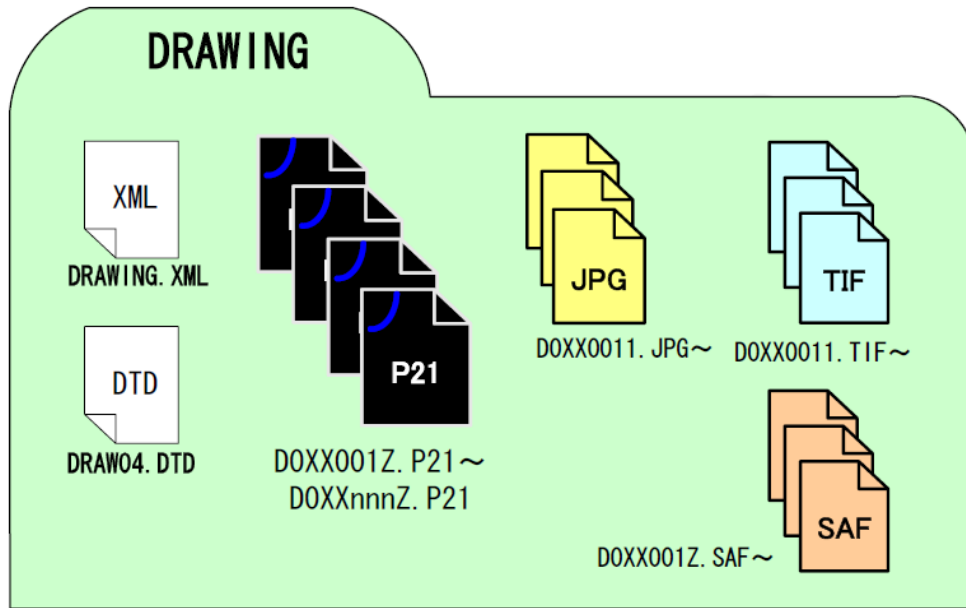 DRAWING
XML
DRAWING.XML
DTD
DRAW04.DTD
P21
D0XX001Z.P21～
D0XXnnnZ.P21
JPG
D0XX0011.JPG～
TIF
D0XX0011.TIF～
SAF
D0XX001Z.SAF～